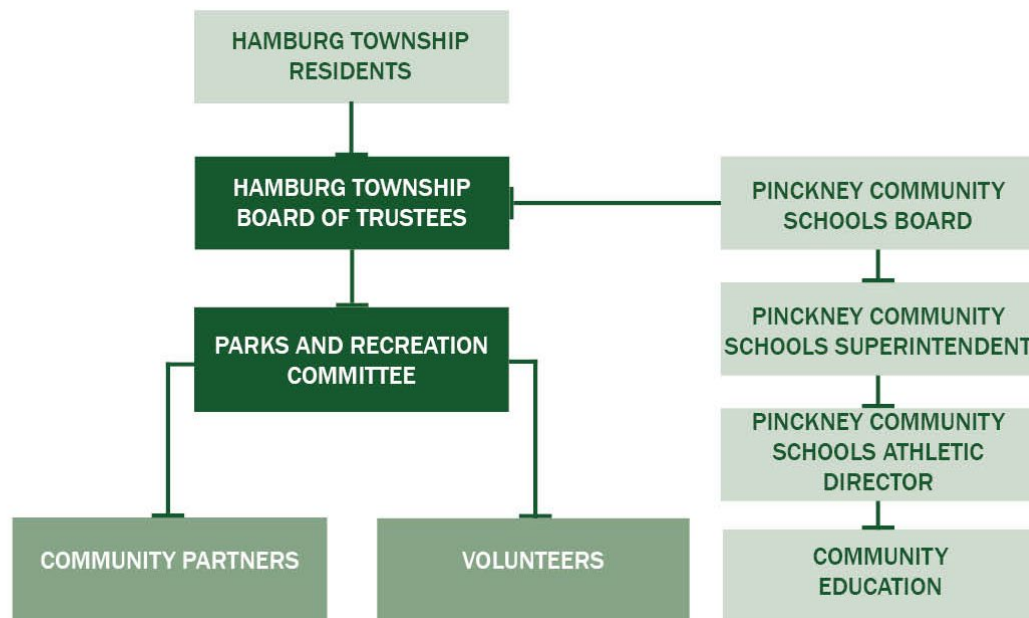 HAMBURG TOWNSHIP
RESIDENTS
HAMBURG TOWNSHIP
BOARD OF TRUSTEES
PARKS AND RECREATION
COMMITTEE
COMMUNITY PARTNERS
VOLUNTEERS
PINCKNEY COMMUNITY
SCHOOLS BOARD
PINCKNEY COMMUNITY
SCHOOLS SUPERINTENDENT
PINCKNEY COMMUNITY
SCHOOLS ATHLETIC
DIRECTOR
COMMUNITY
EDUCATION